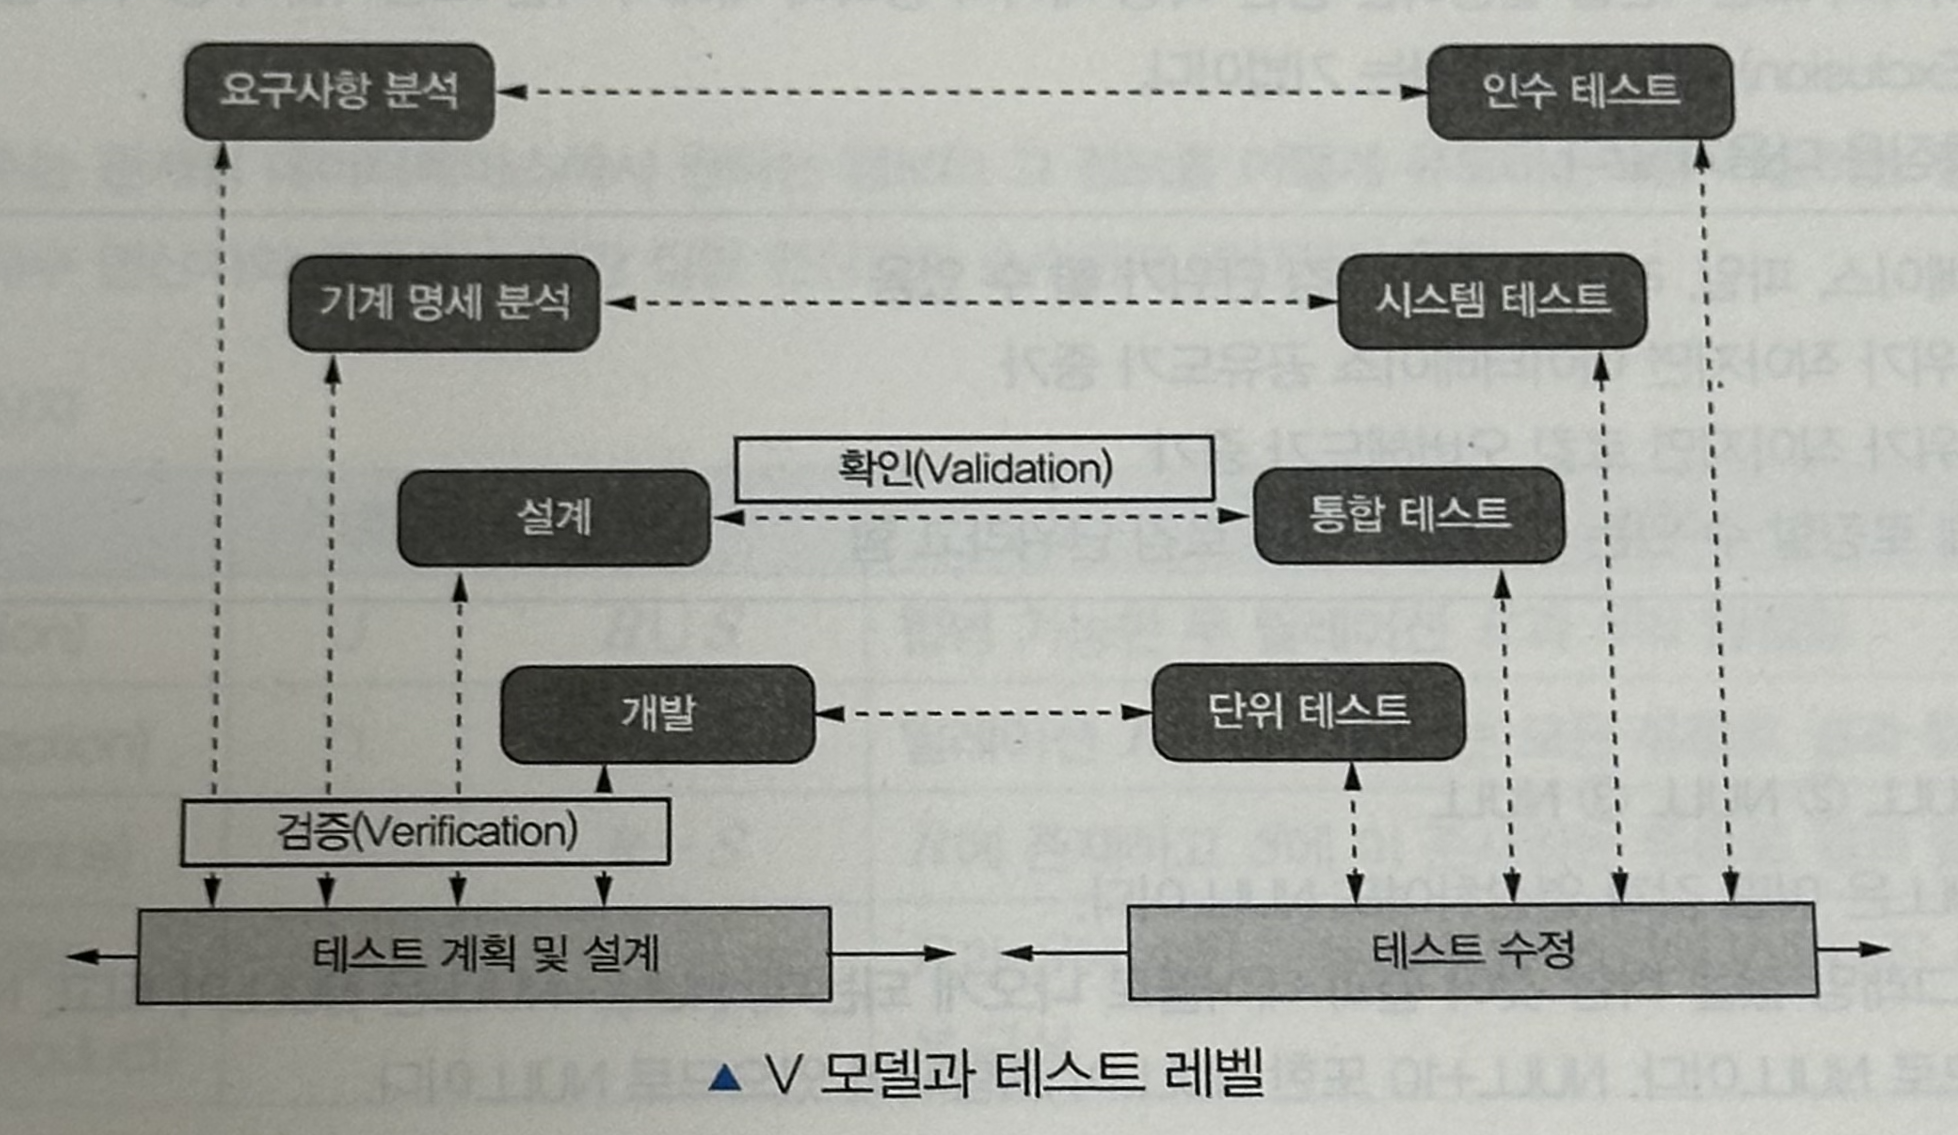 요구사항 분석
인수 테스트
기계 명세 분석
시스템 테스트
확인(Validation)
설계
통합 테스트
개발
단위 테스트
검증(Verification)
테스트 계획 및 설계
테스트 수정
▲ V 모델과 테스트 레벨